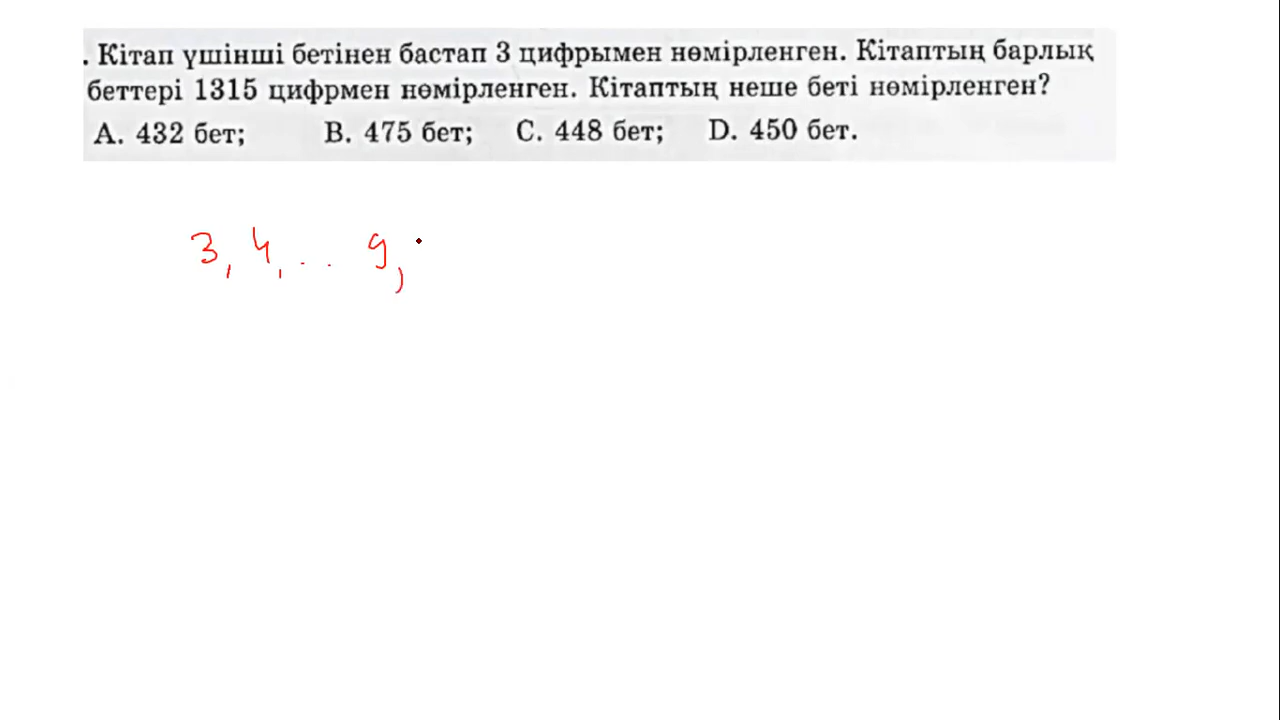 . Кітап үшінші бетінен бастап 3 цифрымен нөмірленген. Кітаптың барлық
беттері 1315 цифрмен нөмірленген. Кітаптың неше беті нөмірленген?
A. 432 бет; B. 475 бет; C. 448 бет; D. 450 бет.
3, 4, .. 9,